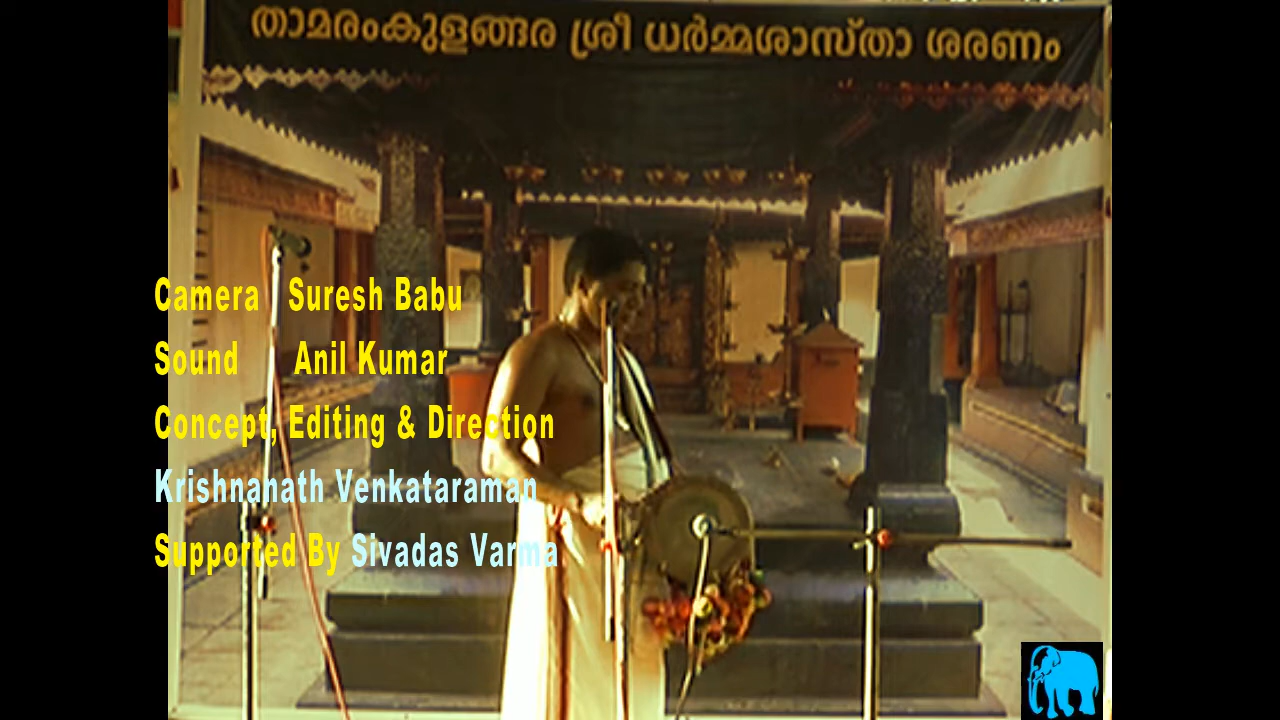 താമരംകുളങ്ങര ശ്രീ ധർമ്മശാസ്താ ശരണം
Camera Suresh Babu
Sound Anil Kumar
Concept, Editing & Direction
Krishnanath Venkataraman
Supported By Sivadas Varma